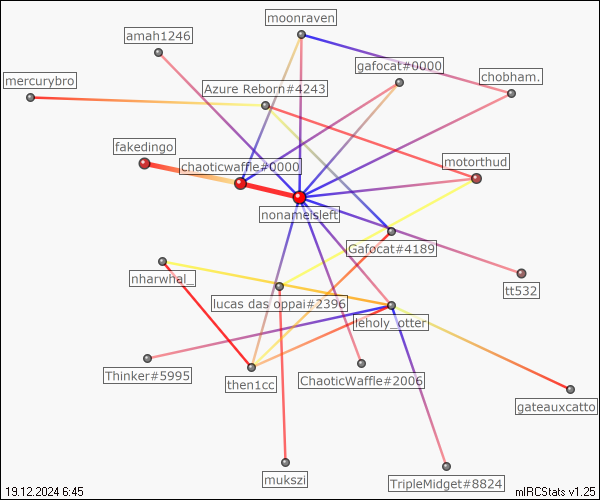 moonraven
amah1246
gafocat#0000
mercurybro
chobham.
Azure Reborn#4243
fakedingo
motorthud
chaoticwaffle#0000
nonameisleft
Gafocat#4189
nharwhal_
tt532
lucas das oppai#2396
leholy_otter
Thinker#5995
then1cc
ChaoticWaffle#2006
gateauxcatto
mukszi
TripleMidget#8824
19.12.2024 6:45
mIRCStats v1.25